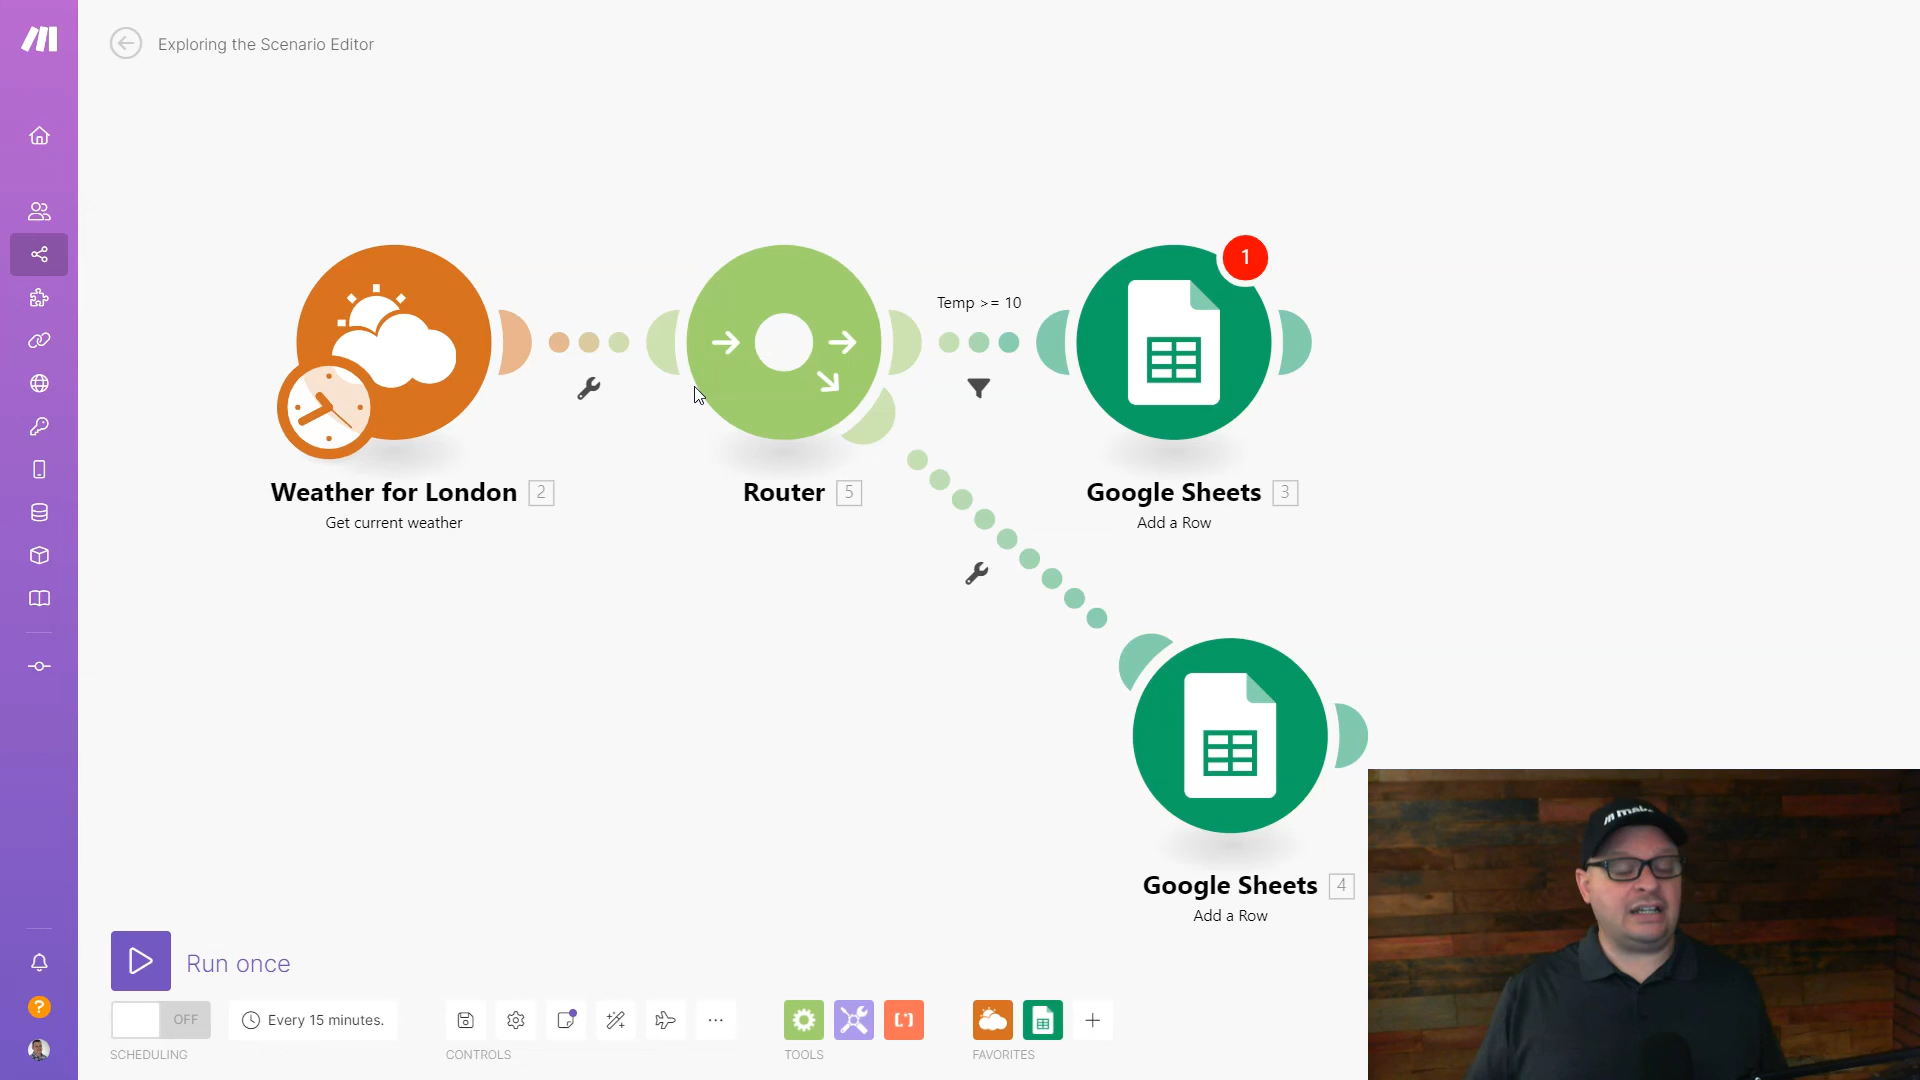 Exploring the Scenario Editor
1
Temp >= 10
Weather for London 2
Get current weather
Router 5
Google Sheets 3
Add a Row
Google Sheets 4
Add a Row
Run once
OFF
Every 15 minutes.
SCHEDULING
CONTROLS
TOOLS
FAVORITES
?
make